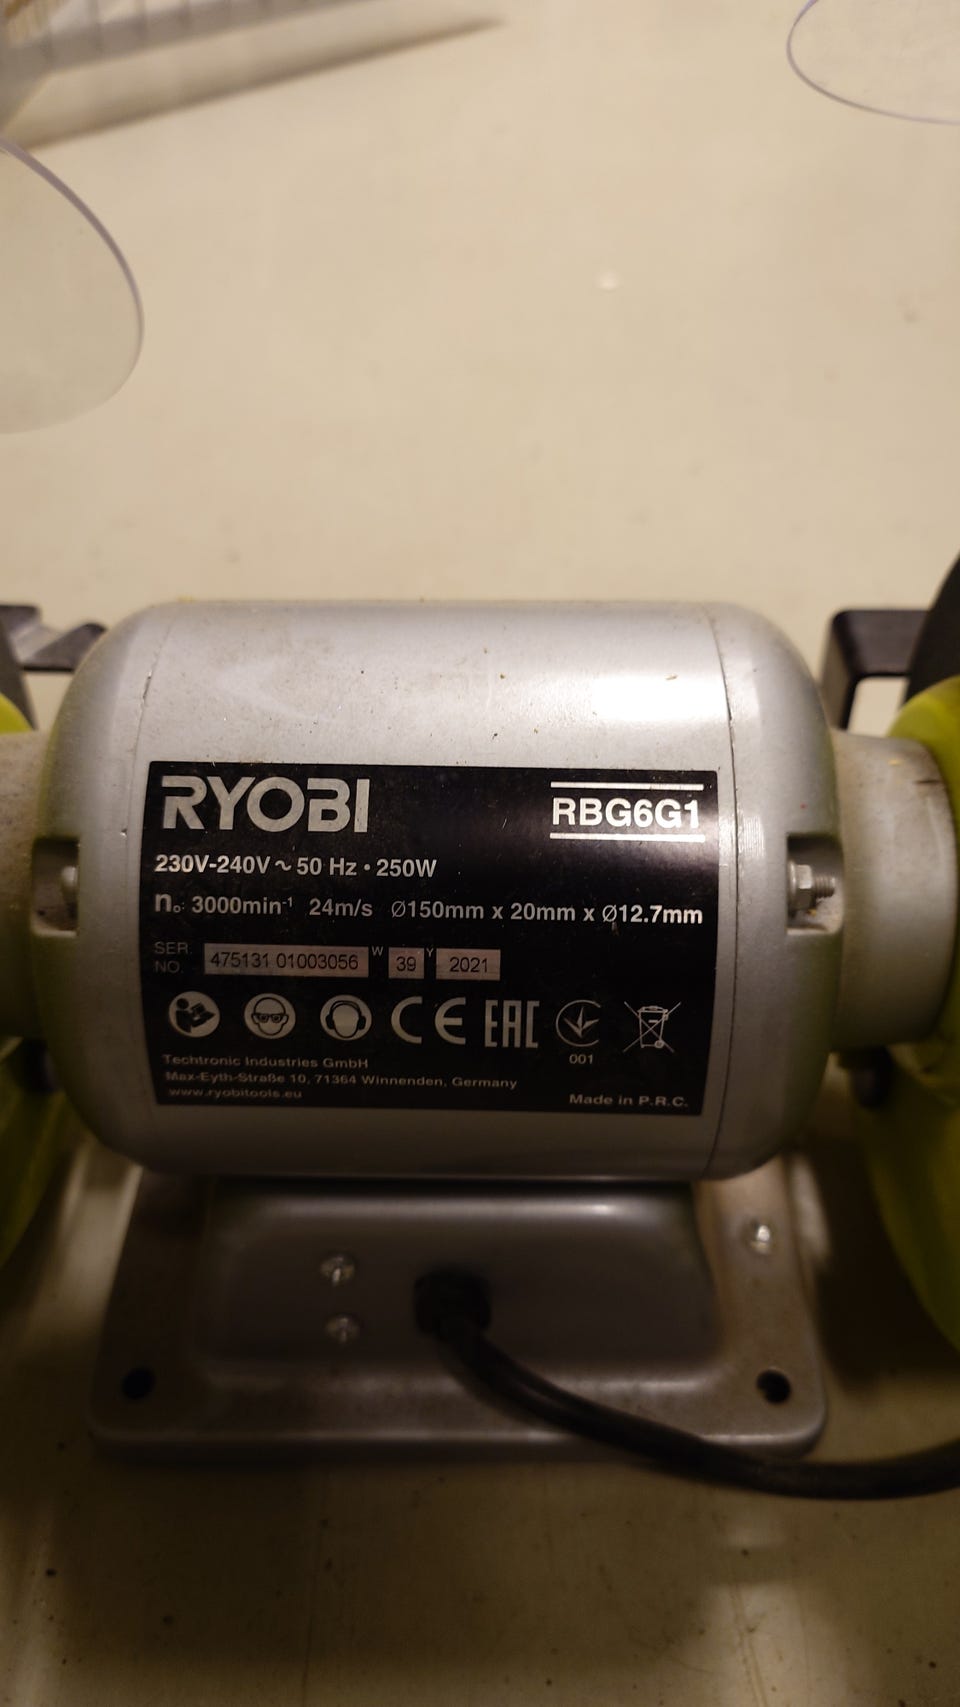 RYOBI RBG6G1
230V-240V ~ 50 Hz • 250W
nₒ: 3000min⁻¹ 24m/s Ø150mm x 20mm x Ø12.7mm
SER. NO. 475131 01003056 W 39 Y 2021
CE EAC
001
Techtronic Industries GmbH
Max-Eyth-Straße 10, 71364 Winnenden, Germany
www.ryobitools.eu Made in P.R.C.